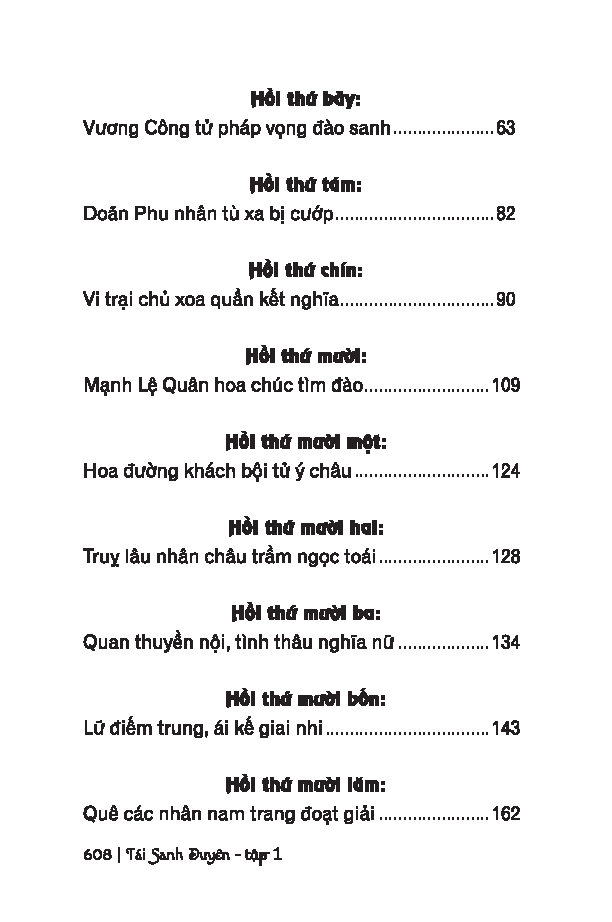 Hồi thứ bảy:
Vương Công tử pháp vọng đào sanh.....................63
Hồi thứ tám:
Doãn Phu nhân tù xa bị cướp.................................82
Hồi thứ chín:
Vi trại chủ xoa quần kết nghĩa................................90
Hồi thứ mười:
Mạnh Lệ Quân hoa chúc tìm đào..........................109
Hồi thứ mười một:
Hoa đường khách bội tử ý châu............................124
Hồi thứ mười hai:
Truỵ lâu nhân châu trầm ngọc toái.......................128
Hồi thứ mười ba:
Quan thuyền nội, tình thâu nghĩa nữ...................134
Hồi thứ mười bốn:
Lữ điếm trung, ái kế giai nhi..................................143
Hồi thứ mười lăm:
Quê các nhân nam trang đoạt giải.......................162
608 | Tái Sanh Duyên - tập 1